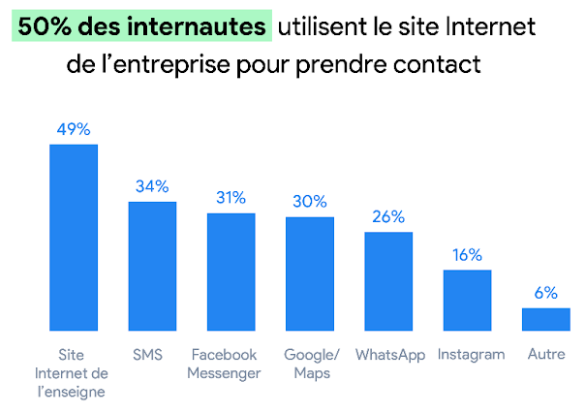 50% des internautes utilisent le site Internet
de l'entreprise pour prendre contact
49%
34%
31%
30%
26%
16%
6%
Site
Internet de
l'enseigne
SMS
Facebook
Messenger
Google/
Maps
WhatsApp
Instagram
Autre